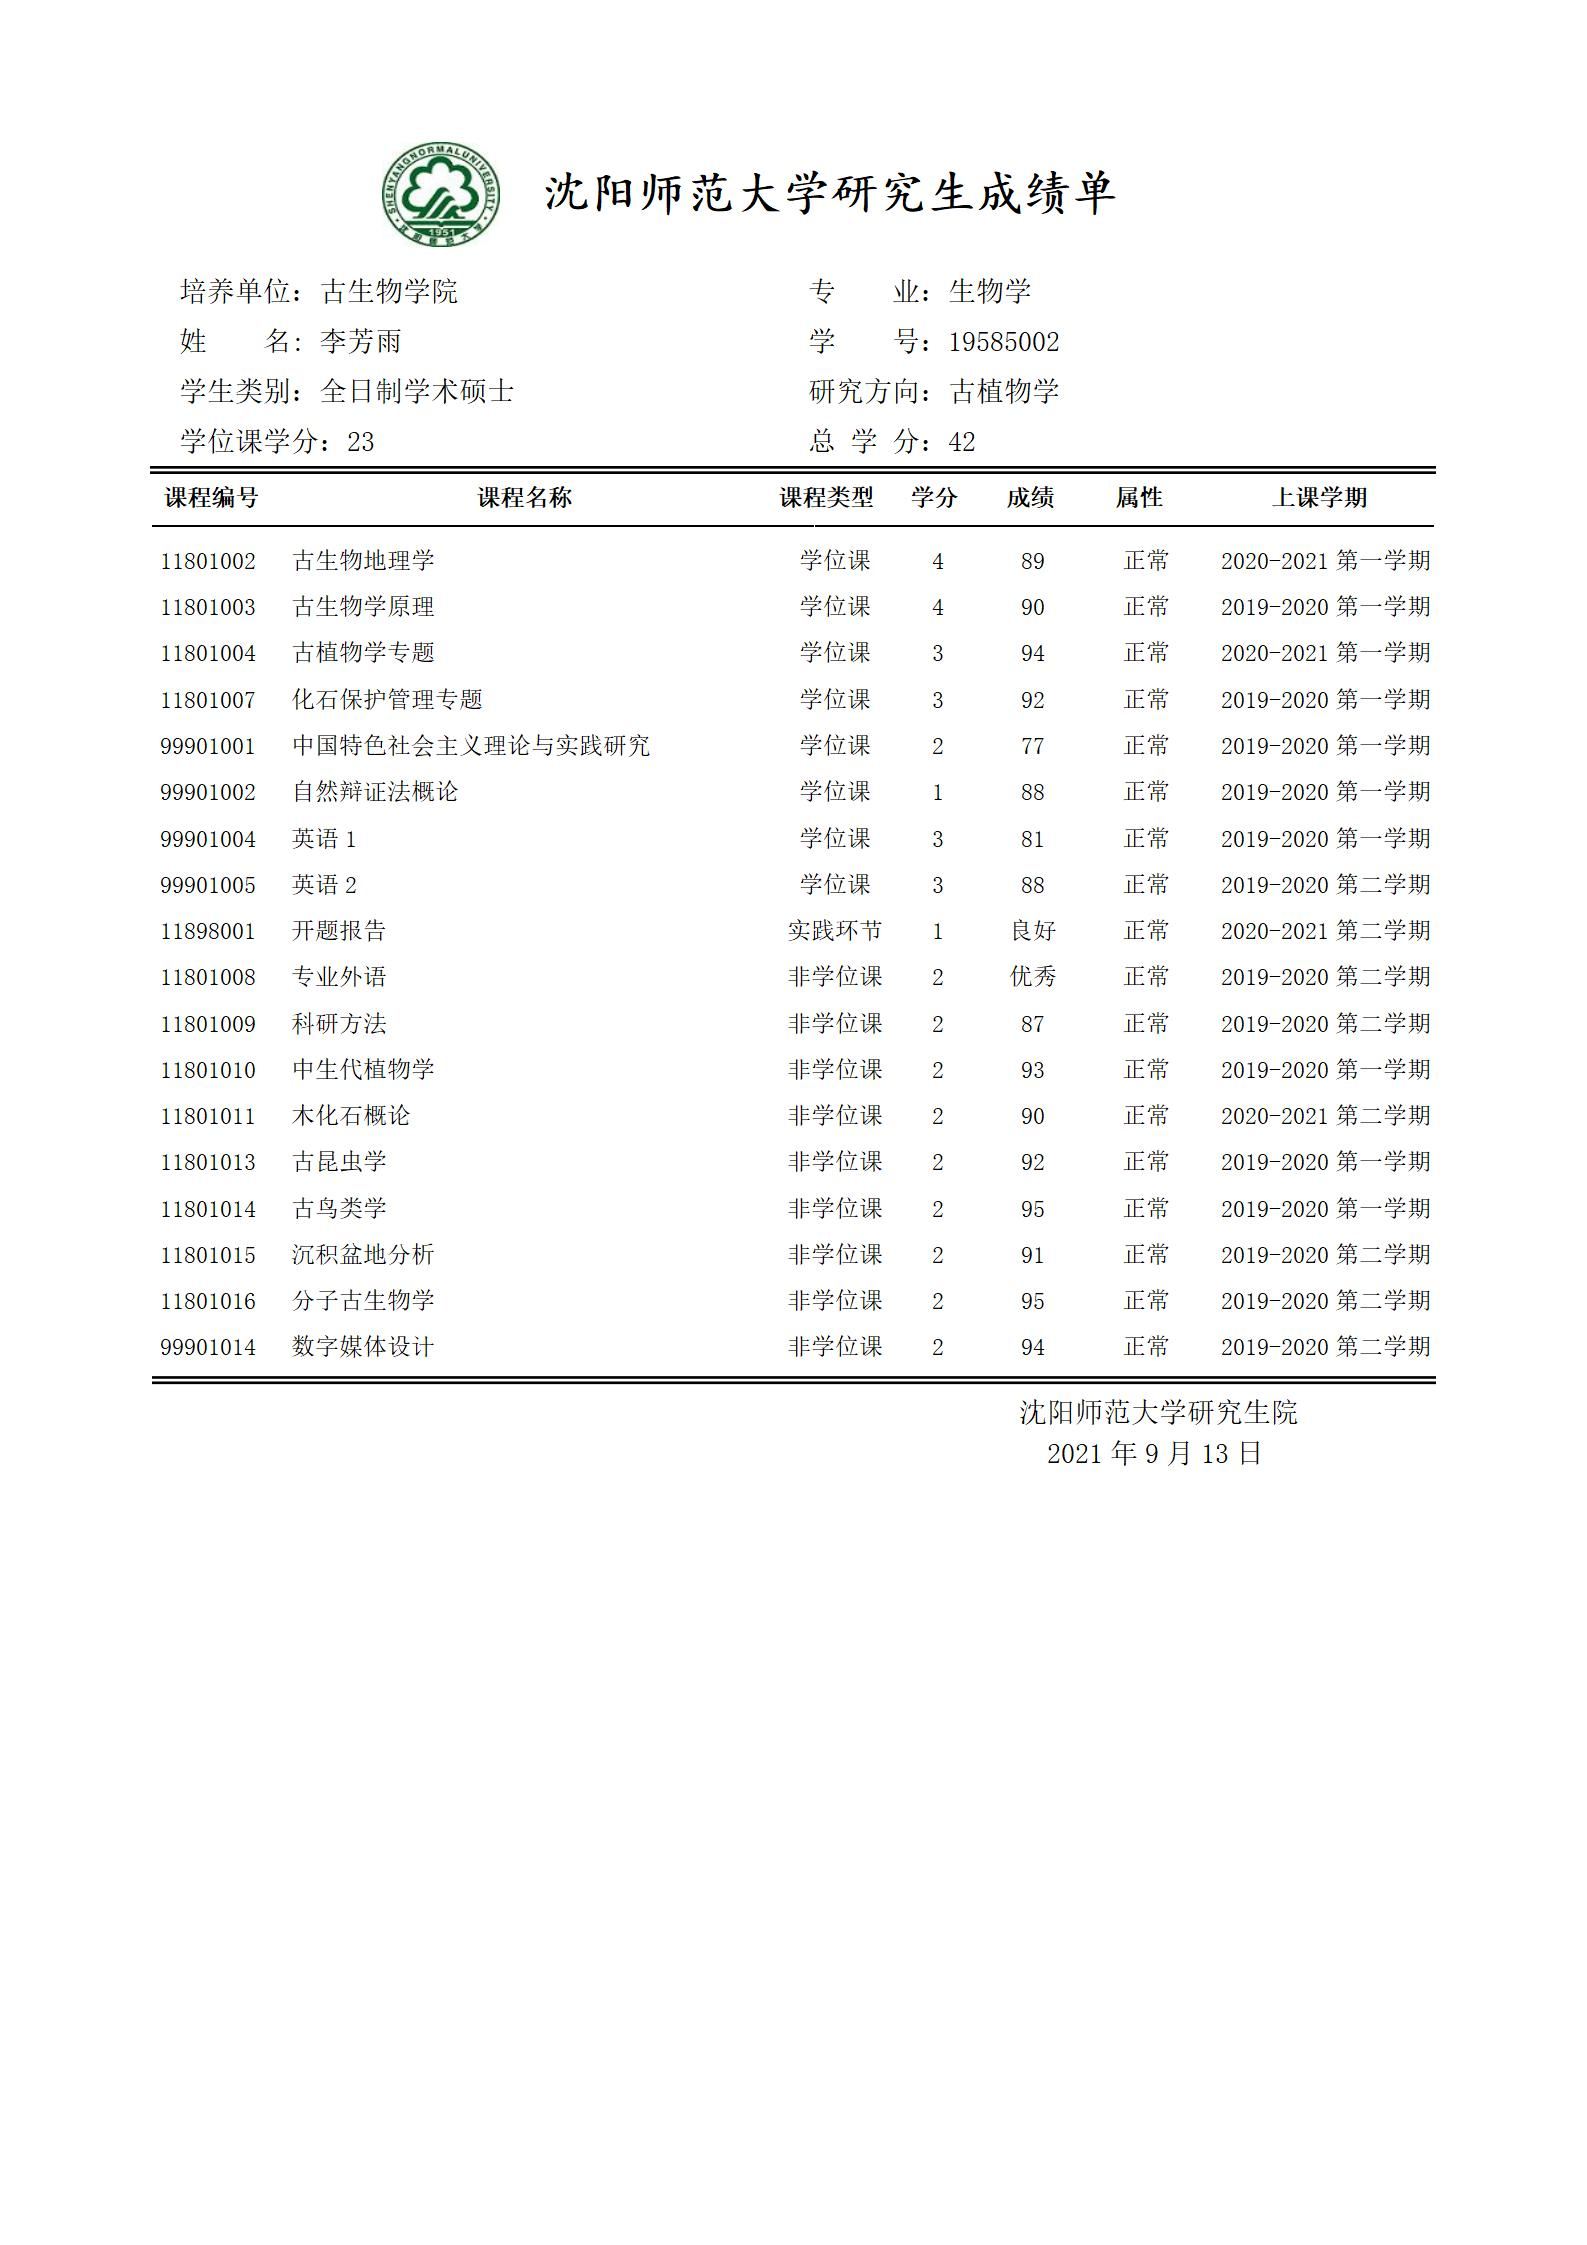 SHENYANG NORMAL UNIVERSITY
1951
沈阳师范大学
沈阳师范大学研究生成绩单
培养单位：古生物学院 专 业：生物学
姓 名：李芳雨 学 号：19585002
学生类别：全日制学术硕士 研究方向：古植物学
学位课学分：23 总 学 分：42
课程编号 课程名称 课程类型 学分 成绩 属性 上课学期
11801002 古生物地理学 学位课 4 89 正常 2020-2021 第一学期
11801003 古生物学原理 学位课 4 90 正常 2019-2020 第一学期
11801004 古植物学专题 学位课 3 94 正常 2020-2021 第一学期
11801007 化石保护管理专题 学位课 3 92 正常 2019-2020 第一学期
99901001 中国特色社会主义理论与实践研究 学位课 2 77 正常 2019-2020 第一学期
99901002 自然辩证法概论 学位课 1 88 正常 2019-2020 第一学期
99901004 英语 1 学位课 3 81 正常 2019-2020 第一学期
99901005 英语 2 学位课 3 88 正常 2019-2020 第二学期
11898001 开题报告 实践环节 1 良好 正常 2020-2021 第二学期
11801008 专业外语 非学位课 2 优秀 正常 2019-2020 第二学期
11801009 科研方法 非学位课 2 87 正常 2019-2020 第二学期
11801010 中生代植物学 非学位课 2 93 正常 2019-2020 第一学期
11801011 木化石概论 非学位课 2 90 正常 2020-2021 第二学期
11801013 古昆虫学 非学位课 2 92 正常 2019-2020 第一学期
11801014 古鸟类学 非学位课 2 95 正常 2019-2020 第一学期
11801015 沉积盆地分析 非学位课 2 91 正常 2019-2020 第二学期
11801016 分子古生物学 非学位课 2 95 正常 2019-2020 第二学期
99901014 数字媒体设计 非学位课 2 94 正常 2019-2020 第二学期
沈阳师范大学研究生院
2021 年 9 月 13 日